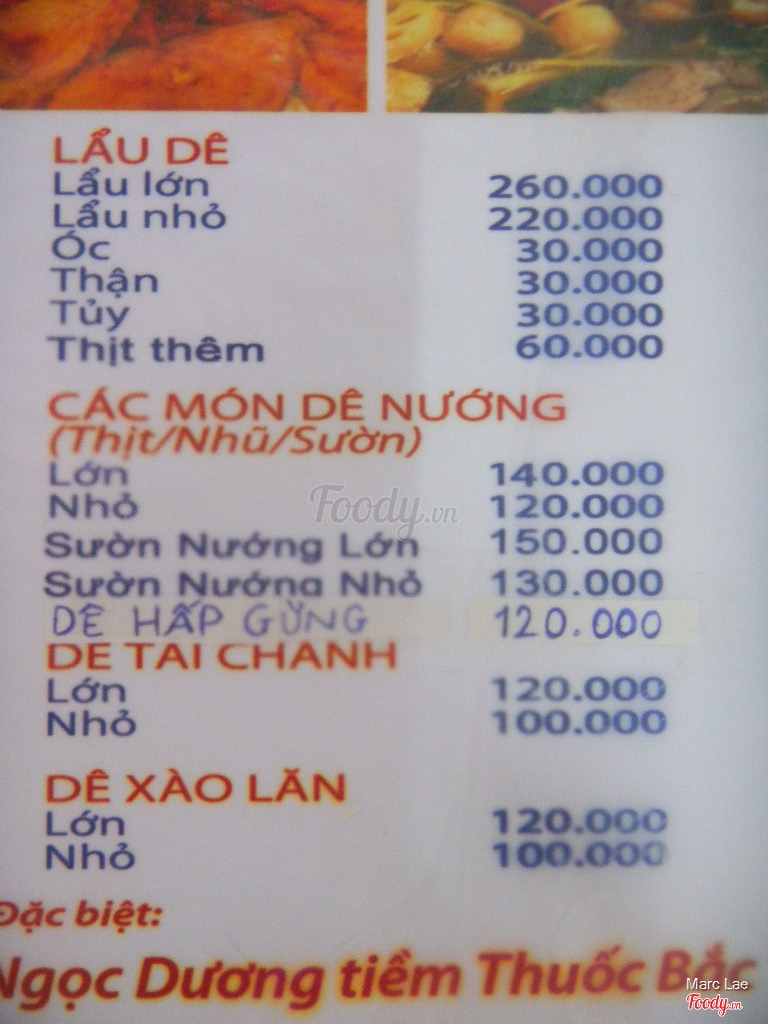 LẨU DÊ
Lẩu lớn 260.000
Lẩu nhỏ 220.000
Óc 30.000
Thận 30.000
Tủy 30.000
Thịt thêm 60.000
CÁC MÓN DÊ NƯỚNG
(Thịt/Nhũ/Sườn)
Lớn 140.000
Nhỏ 120.000
Foody.vn
Sườn Nướng Lớn 150.000
Sườn Nướng Nhỏ 130.000
DÊ HẤP GỪNG 120.000
DÊ TÁI CHANH
Lớn 120.000
Nhỏ 100.000
DÊ XÀO LĂN
Lớn 120.000
Nhỏ 100.000
Đặc biệt:
Ngọc Dương tiềm Thuốc Bắc
Marc Lae
Foody.vn